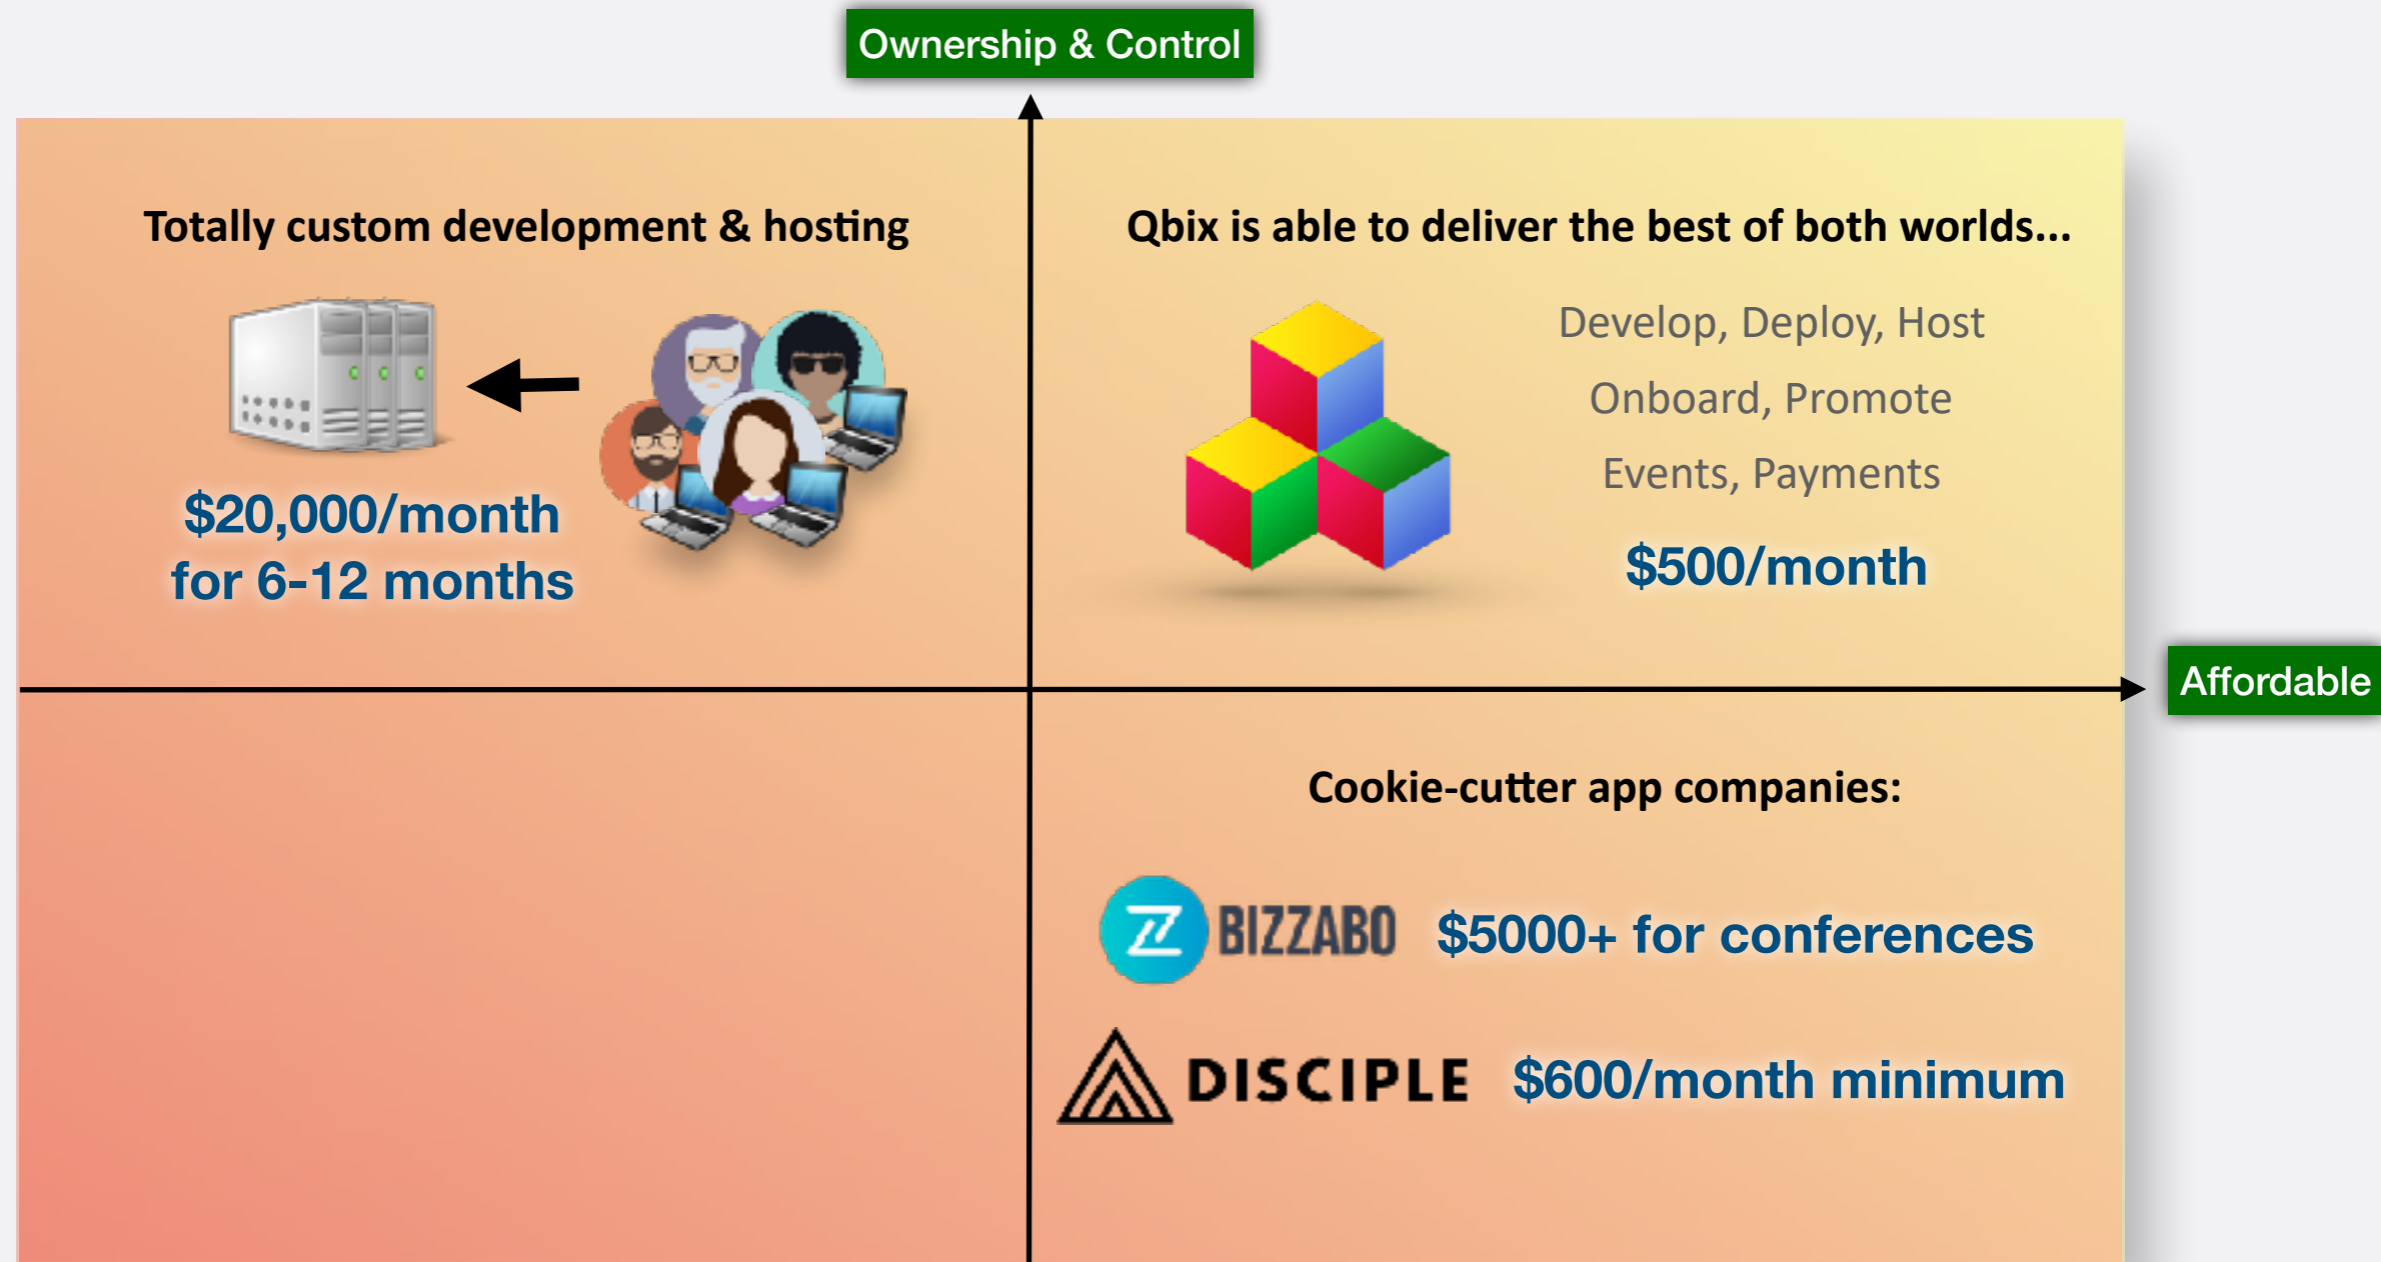 Ownership & Control
Totally custom development & hosting
$20,000/month
for 6-12 months
Qbix is able to deliver the best of both worlds...
Develop, Deploy, Host
Onboard, Promote
Events, Payments
$500/month
Affordable
Cookie-cutter app companies:
BIZZABO $5000+ for conferences
DISCIPLE $600/month minimum